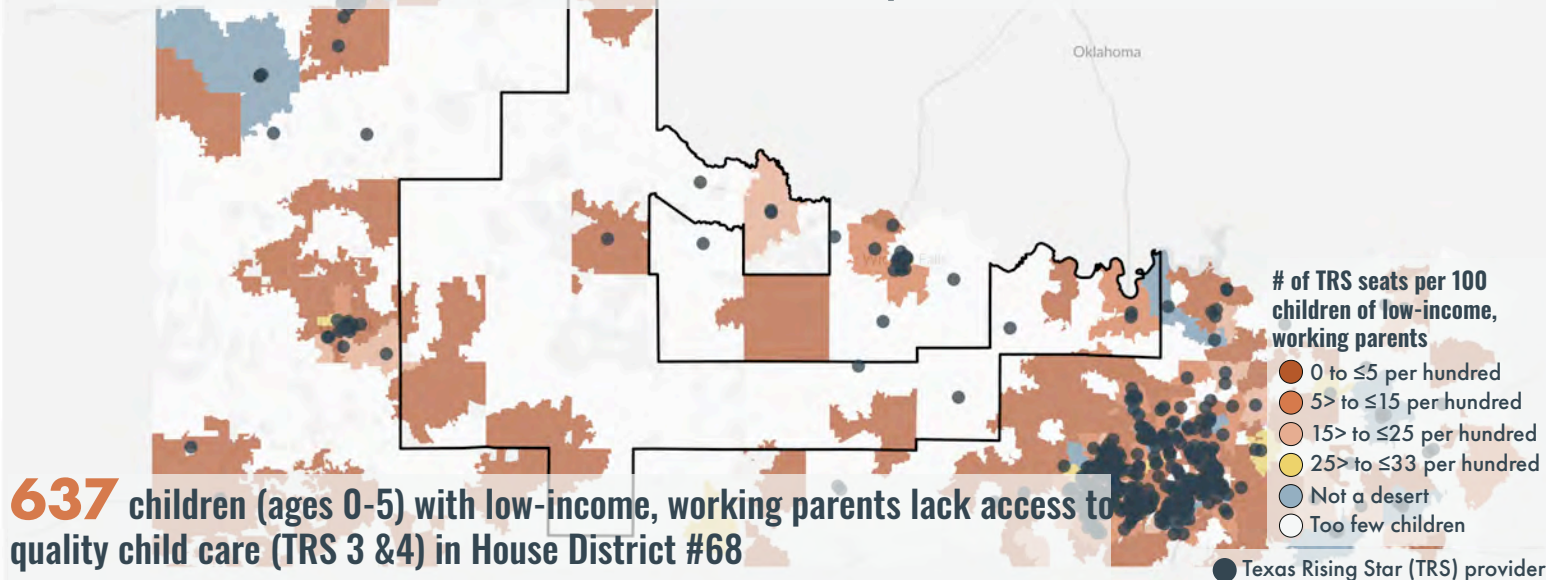 Oklahoma
# of TRS seats per 100
children of low-income,
working parents
0 to ≤5 per hundred
5> to ≤15 per hundred
15> to ≤25 per hundred
25> to ≤33 per hundred
Not a desert
Too few children
Texas Rising Star (TRS) provider
637 children (ages 0-5) with low-income, working parents lack access to
quality child care (TRS 3 &4) in House District #68